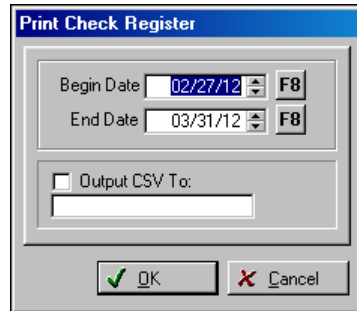 Print Check Register
Begin Date 02/27/12 F8
End Date 03/31/12 F8
Output CSV To:
OK Cancel